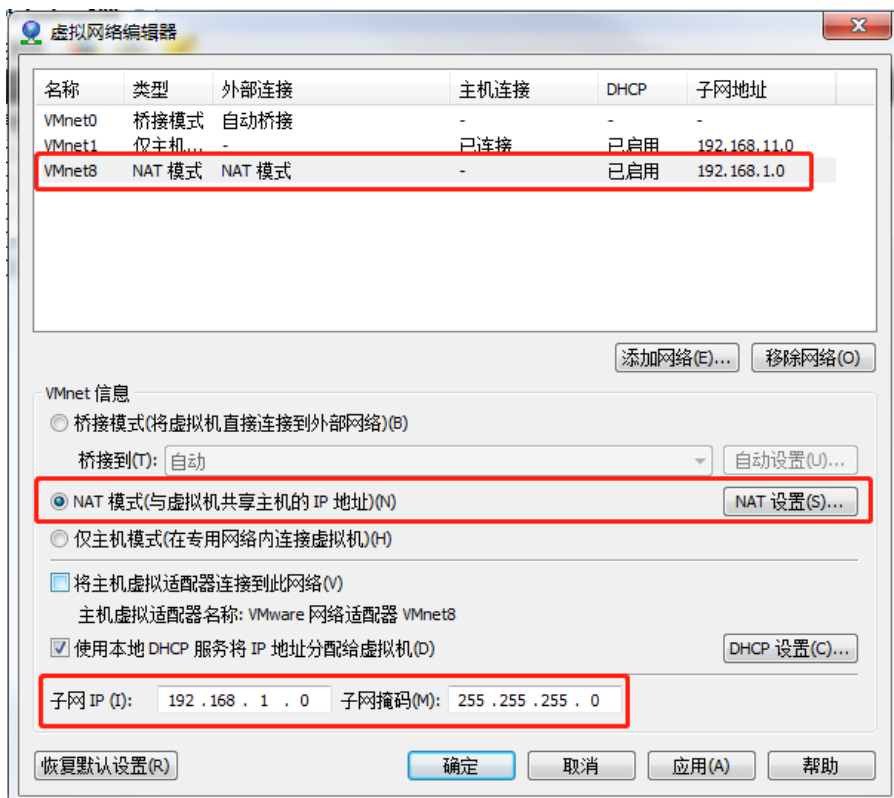 虚拟网络编辑器
名称 类型 外部连接 主机连接 DHCP 子网地址
VMnet0 桥接模式 自动桥接 - - -
VMnet1 仅主机... - 已连接 已启用 192.168.11.0
VMnet8 NAT 模式 NAT 模式 - 已启用 192.168.1.0
添加网络(E)... 移除网络(O)
VMnet 信息
桥接模式(将虚拟机直接连接到外部网络)(B)
桥接到(T): 自动 自动设置(U)...
NAT 模式(与虚拟机共享主机的 IP 地址)(N) NAT 设置(S)...
仅主机模式(在专用网络内连接虚拟机)(H)
将主机虚拟适配器连接到此网络(V)
主机虚拟适配器名称: VMware 网络适配器 VMnet8
使用本地 DHCP 服务将 IP 地址分配给虚拟机(D) DHCP 设置(C)...
子网 IP (I): 192 . 168 . 1 . 0 子网掩码(M): 255 . 255 . 255 . 0
恢复默认设置(R) 确定 取消 应用(A) 帮助